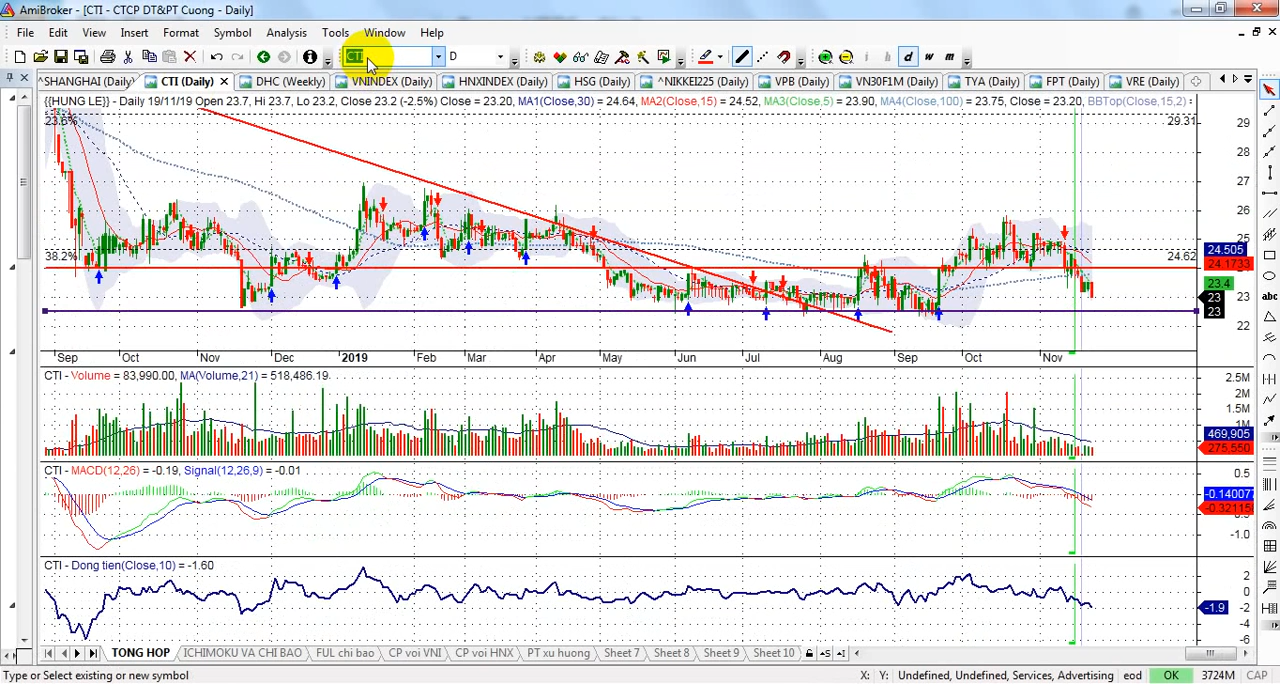 AmiBroker - [CTI - CTCP DT&PT Cuong - Daily]
File Edit View Insert Format Symbol Analysis Tools Window Help
CTI D i h d w m
^SHANGHAI (Daily) CTI (Daily) DHC (Weekly) VNINDEX (Daily) HNXINDEX (Daily) HSG (Daily) ^NIKKEI225 (Daily) VPB (Daily) VN30F1M (Daily) TYA (Daily) FPT (Daily) VRE (Daily)
{{HUNG LE}} - Daily 19/11/19 Open 23.7, Hi 23.7, Lo 23.2, Close 23.2 (-2.5%) Close = 23.20, MA1(Close,30) = 24.64, MA2(Close,15) = 24.52, MA3(Close,5) = 23.90, MA4(Close,100) = 23.75, Close = 23.20, BBTop(Close,15,2)
23.6% 29.31 29
28
27
26
25
38.2% 24.62 24.505
24.1733
23.4
23 23
23
22
Sep Oct Nov Dec 2019 Feb Mar Apr May Jun Jul Aug Sep Oct Nov
CTI - Volume = 83,990.00, MA(Volume,21) = 518,486.19
2.5M
2M
1.5M
1M
469,905
275,550
CTI - MACD(12,26) = -0.19, Signal(12,26,9) = -0.01
0.5
-0.14007
-0.32115
-1.0
CTI - Dong tien(Close,10) = -1.60
2
0
-1.9
-2
-4
-6
TONG HOP ICHIMOKU VA CHI BAO FUL chi bao CP voi VNI CP voi HNX PT xu huong Sheet 7 Sheet 8 Sheet 9 Sheet 10
Type or Select existing or new symbol X: Y: Undefined, Undefined, Services, Advertising eod OK 3724M CAP